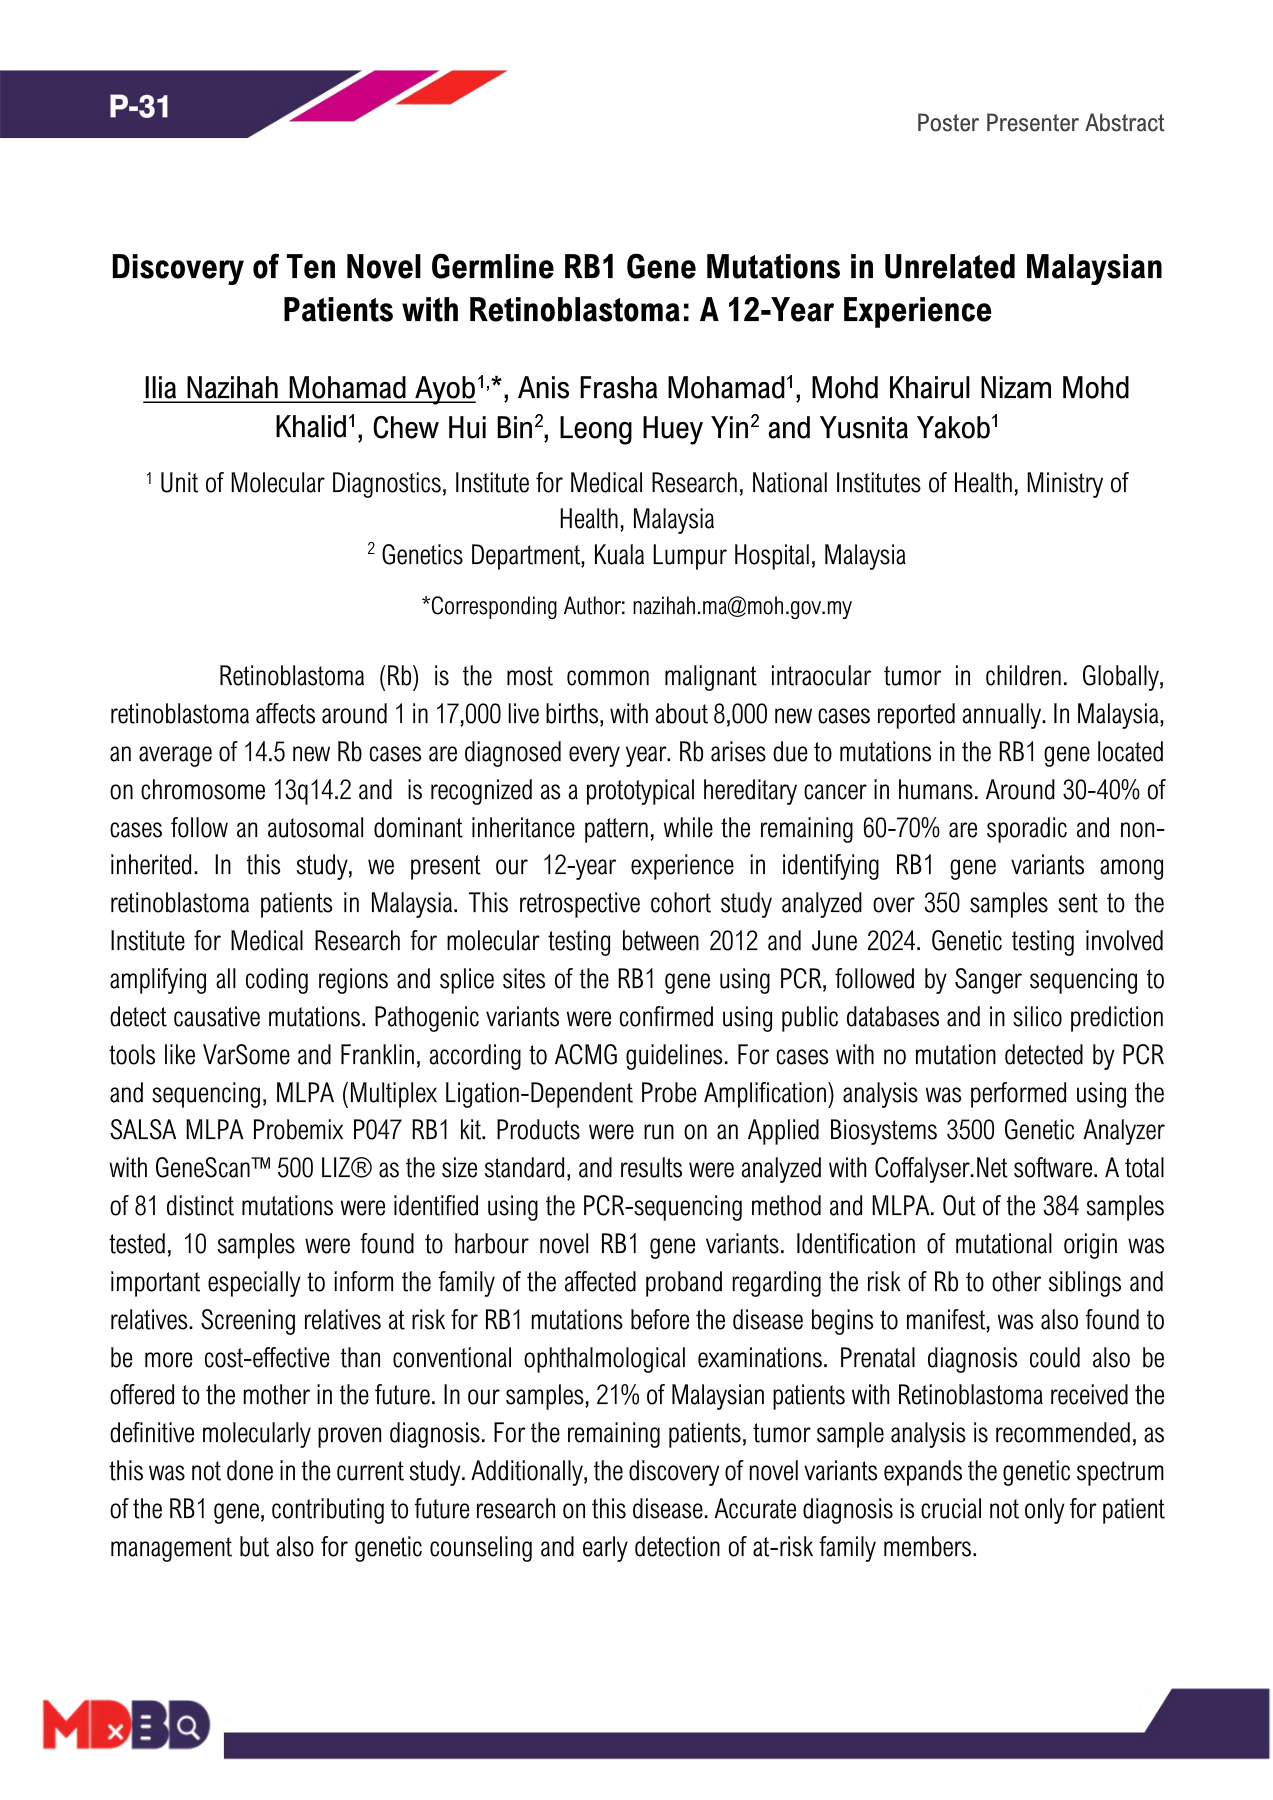 P-31
Poster Presenter Abstract
Discovery of Ten Novel Germline RB1 Gene Mutations in Unrelated Malaysian
Patients with Retinoblastoma: A 12-Year Experience
Ilia Nazihah Mohamad Ayob¹,*, Anis Frasha Mohamad¹, Mohd Khairul Nizam Mohd
Khalid¹, Chew Hui Bin², Leong Huey Yin² and Yusnita Yakob¹
¹ Unit of Molecular Diagnostics, Institute for Medical Research, National Institutes of Health, Ministry of
Health, Malaysia
² Genetics Department, Kuala Lumpur Hospital, Malaysia
*Corresponding Author: nazihah.ma@moh.gov.my
Retinoblastoma (Rb) is the most common malignant intraocular tumor in children. Globally,
retinoblastoma affects around 1 in 17,000 live births, with about 8,000 new cases reported annually. In Malaysia,
an average of 14.5 new Rb cases are diagnosed every year. Rb arises due to mutations in the RB1 gene located
on chromosome 13q14.2 and is recognized as a prototypical hereditary cancer in humans. Around 30-40% of
cases follow an autosomal dominant inheritance pattern, while the remaining 60-70% are sporadic and non-
inherited. In this study, we present our 12-year experience in identifying RB1 gene variants among
retinoblastoma patients in Malaysia. This retrospective cohort study analyzed over 350 samples sent to the
Institute for Medical Research for molecular testing between 2012 and June 2024. Genetic testing involved
amplifying all coding regions and splice sites of the RB1 gene using PCR, followed by Sanger sequencing to
detect causative mutations. Pathogenic variants were confirmed using public databases and in silico prediction
tools like VarSome and Franklin, according to ACMG guidelines. For cases with no mutation detected by PCR
and sequencing, MLPA (Multiplex Ligation-Dependent Probe Amplification) analysis was performed using the
SALSA MLPA Probemix P047 RB1 kit. Products were run on an Applied Biosystems 3500 Genetic Analyzer
with GeneScan™ 500 LIZ® as the size standard, and results were analyzed with Coffalyser.Net software. A total
of 81 distinct mutations were identified using the PCR-sequencing method and MLPA. Out of the 384 samples
tested, 10 samples were found to harbour novel RB1 gene variants. Identification of mutational origin was
important especially to inform the family of the affected proband regarding the risk of Rb to other siblings and
relatives. Screening relatives at risk for RB1 mutations before the disease begins to manifest, was also found to
be more cost-effective than conventional ophthalmological examinations. Prenatal diagnosis could also be
offered to the mother in the future. In our samples, 21% of Malaysian patients with Retinoblastoma received the
definitive molecularly proven diagnosis. For the remaining patients, tumor sample analysis is recommended, as
this was not done in the current study. Additionally, the discovery of novel variants expands the genetic spectrum
of the RB1 gene, contributing to future research on this disease. Accurate diagnosis is crucial not only for patient
management but also for genetic counseling and early detection of at-risk family members.
MDxBD